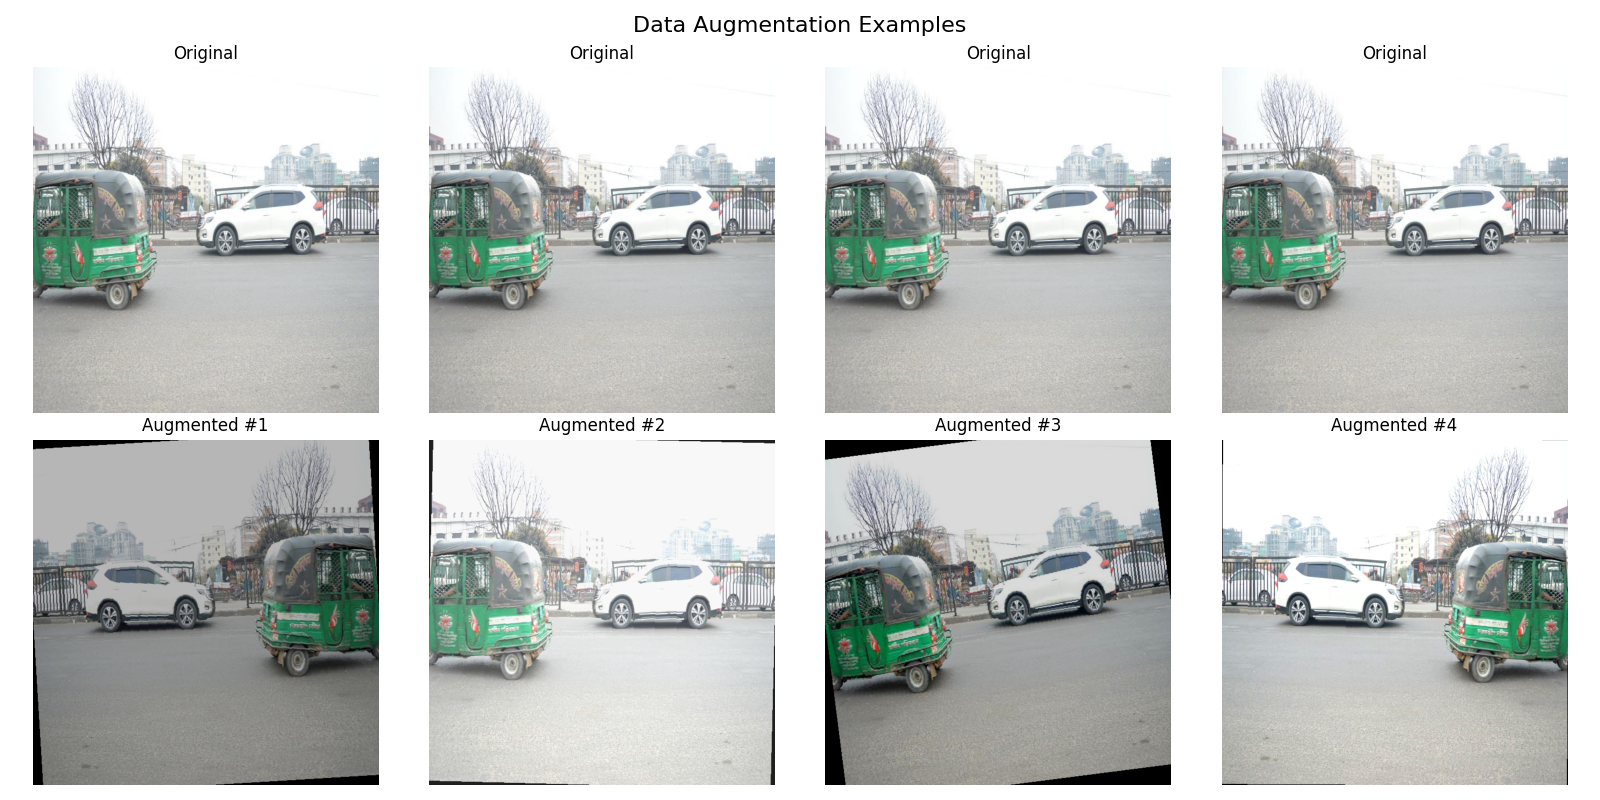 Data Augmentation Examples
Original Original Original Original
Augmented #1 Augmented #2 Augmented #3 Augmented #4